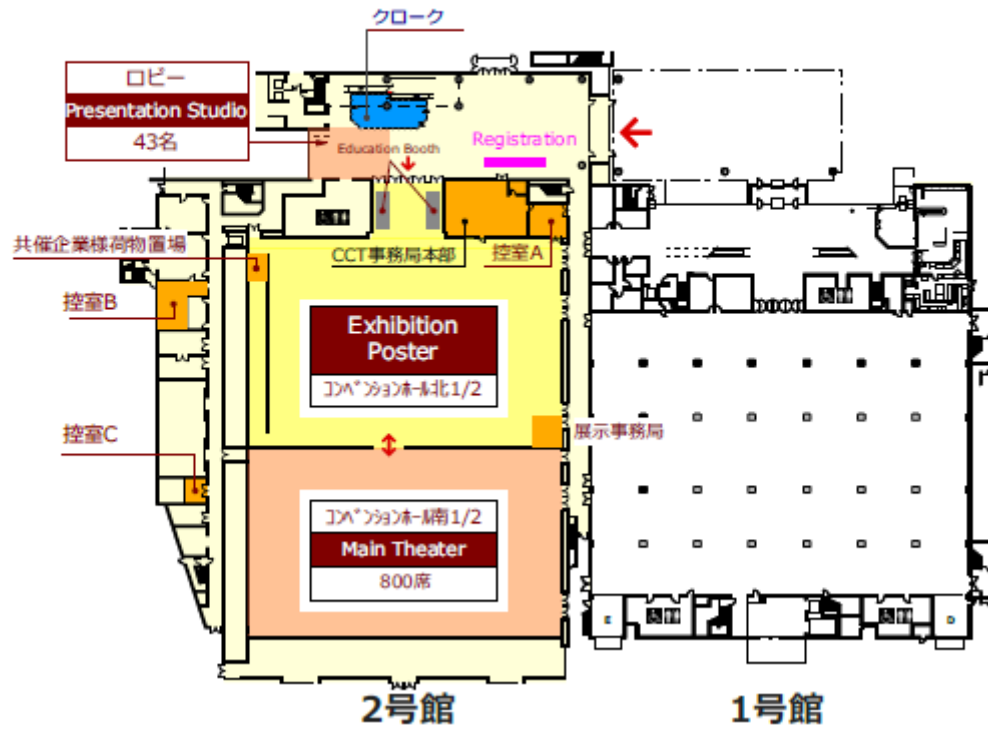 クローク
ロビー
Presentation Studio
43名
Registration
Education Booth
共催企業様荷物置場
CCT事務局本部
控室A
控室B
Exhibition
Poster
コンベンションホール北1/2
控室C
展示事務局
コンベンションホール南1/2
Main Theater
800席
E
D
2号館
1号館